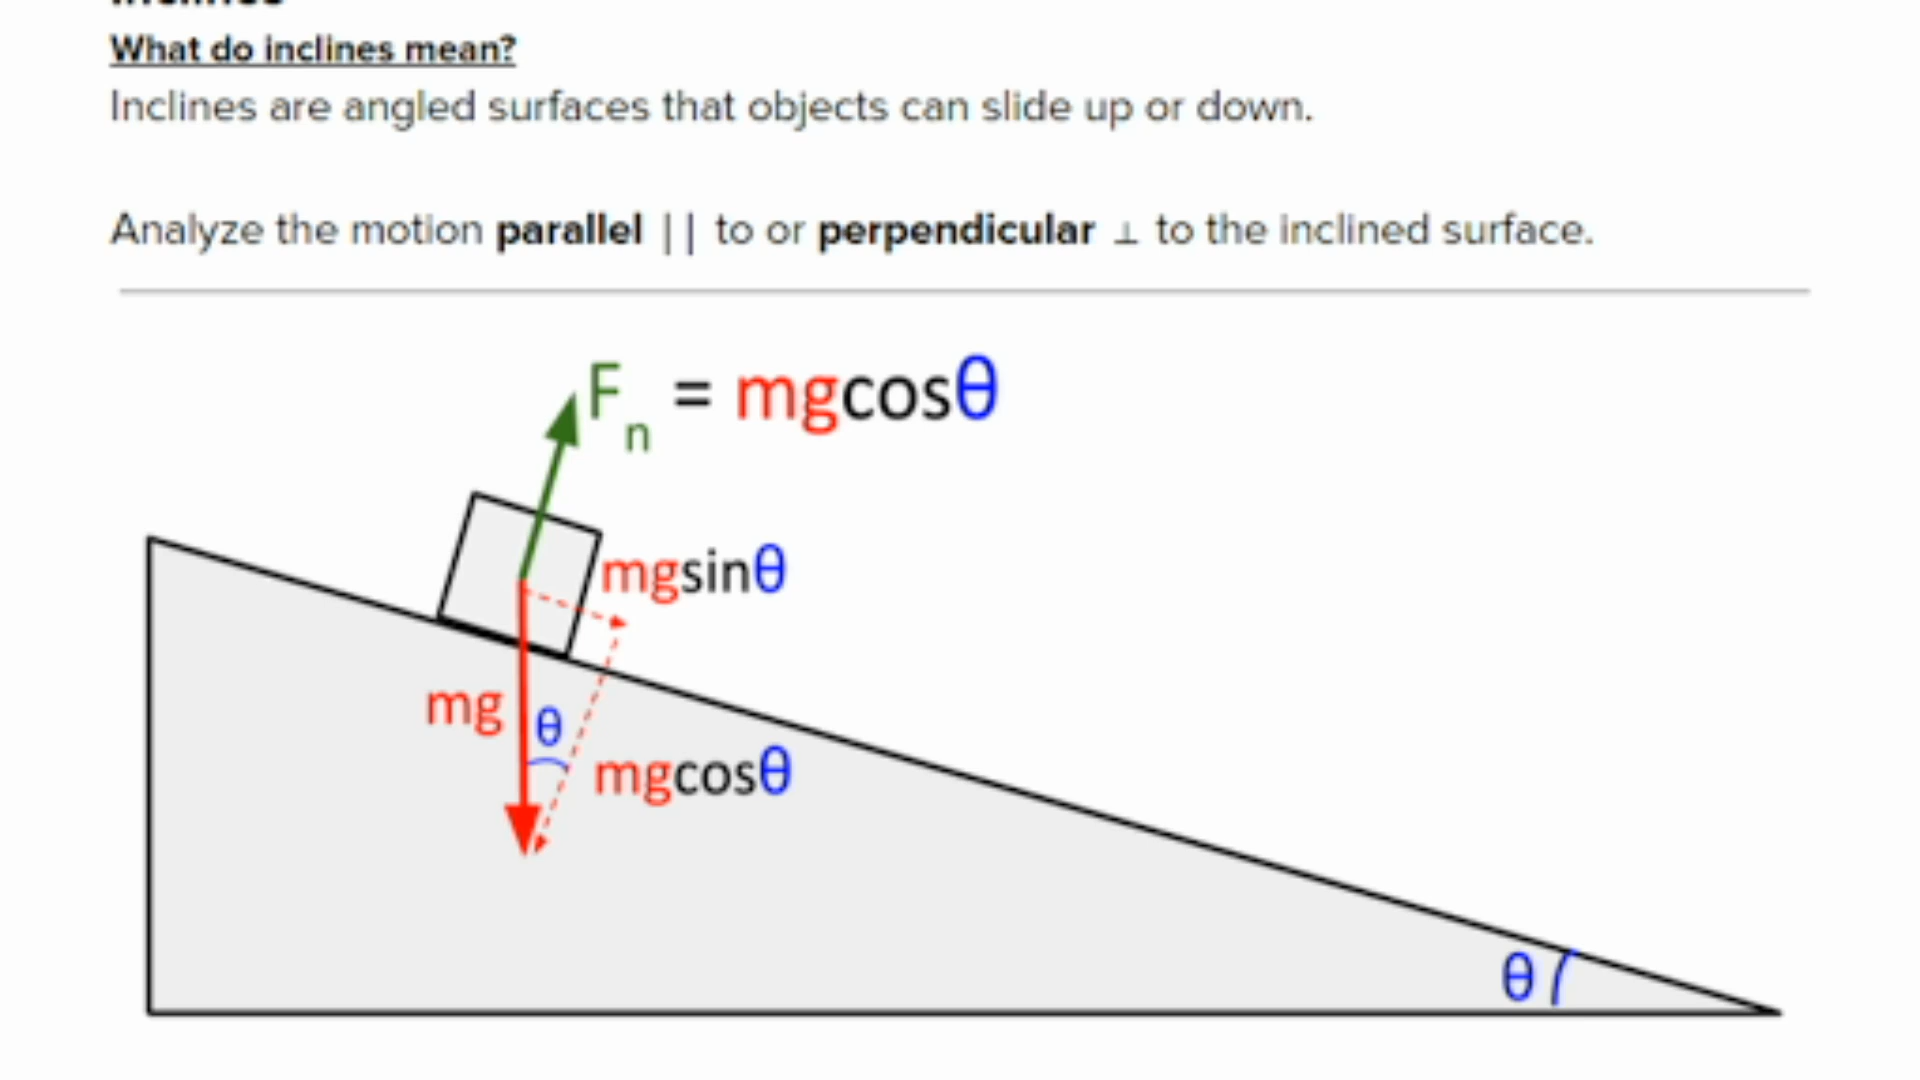 What do inclines mean?
Inclines are angled surfaces that objects can slide up or down.
Analyze the motion parallel || to or perpendicular ⊥ to the inclined surface.
Fn = mgcosθ
mgsinθ
mg
θ
mgcosθ
θ